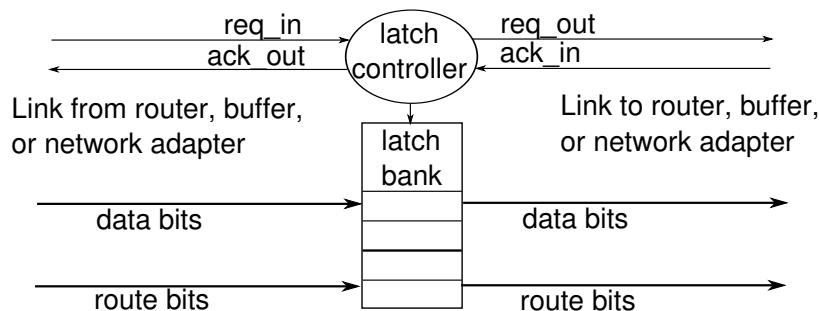 req_in
latch
controller
req_out
ack_out
ack_in
Link from router, buffer,
or network adapter
Link to router, buffer,
or network adapter
latch
bank
data bits
data bits
route bits
route bits